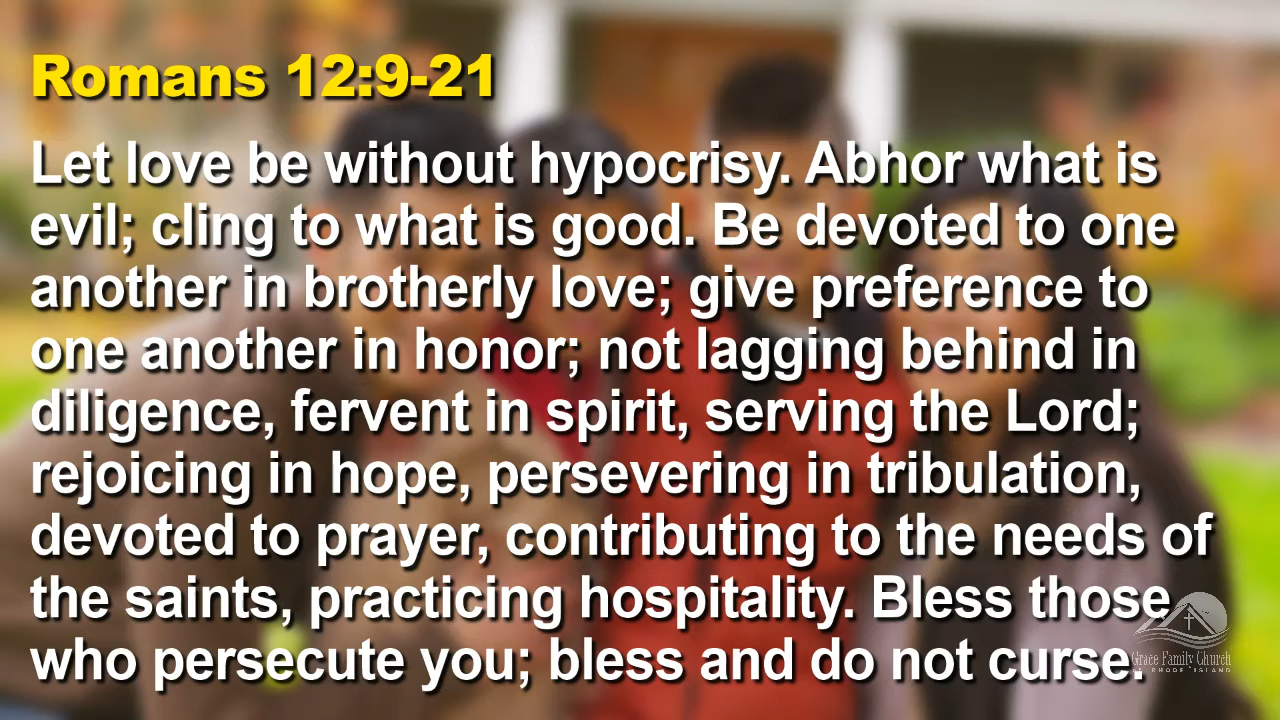 Romans 12:9-21
Let love be without hypocrisy. Abhor what is
evil; cling to what is good. Be devoted to one
another in brotherly love; give preference to
one another in honor; not lagging behind in
diligence, fervent in spirit, serving the Lord;
rejoicing in hope, persevering in tribulation,
devoted to prayer, contributing to the needs of
the saints, practicing hospitality. Bless those
who persecute you; bless and do not curse.
Grace Family Church
RHODE ISLAND